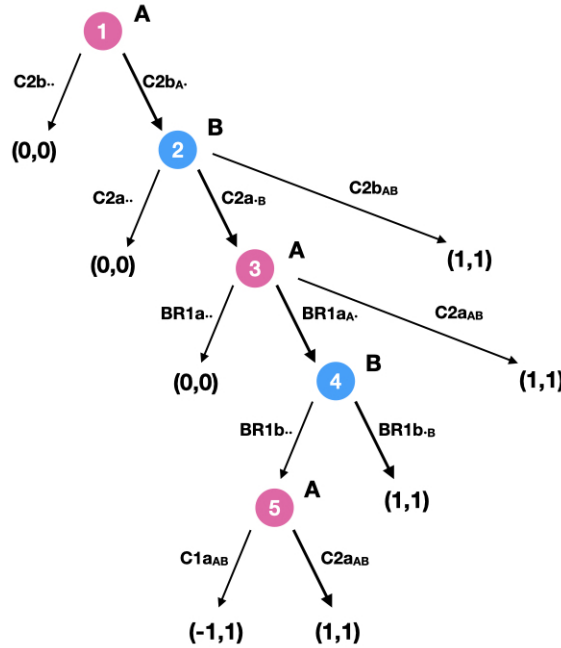 A
1
C2b.. C2bA.
B
(0,0) 2
C2bAB
C2a.. C2a.B
A
(0,0) (1,1)
3
C2aAB
BR1a.. BR1aA.
B
(0,0) 4 (1,1)
BR1b.. BR1b.B
A
5 (1,1)
C1aAB C2aAB
(-1,1) (1,1)